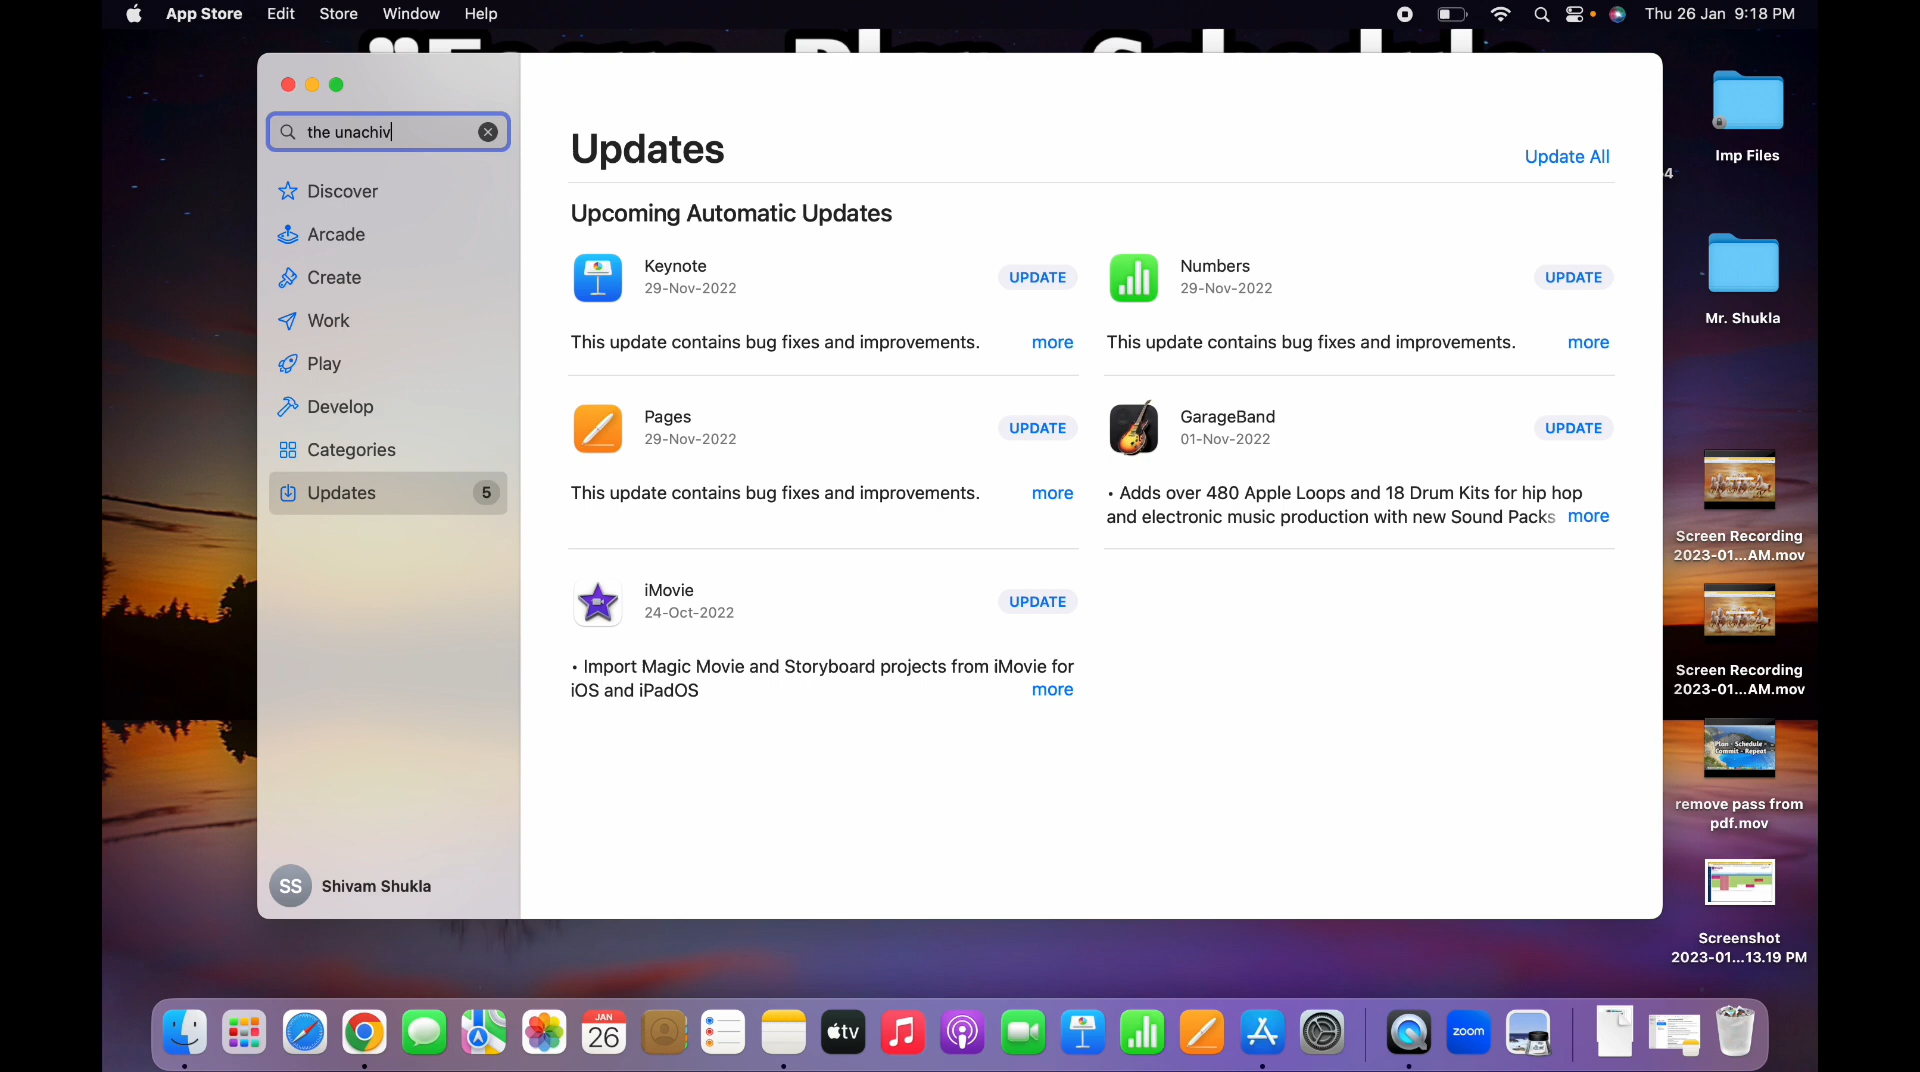 App Store Edit Store Window Help Thu 26 Jan 9:18 PM
the unachiv
Discover
Arcade
Create
Work
Play
Develop
Categories
Updates 5
Shivam Shukla
SS
Updates
Update All
Upcoming Automatic Updates
Keynote
29-Nov-2022
UPDATE
This update contains bug fixes and improvements. more
Numbers
29-Nov-2022
UPDATE
This update contains bug fixes and improvements. more
Pages
29-Nov-2022
UPDATE
This update contains bug fixes and improvements. more
GarageBand
01-Nov-2022
UPDATE
• Adds over 480 Apple Loops and 18 Drum Kits for hip hop
and electronic music production with new Sound Packs more
iMovie
24-Oct-2022
UPDATE
• Import Magic Movie and Storyboard projects from iMovie for
iOS and iPadOS more
Imp Files
4
Mr. Shukla
Screen Recording
2023-01...AM.mov
Screen Recording
2023-01...AM.mov
Plan - Schedule -
Commit - Repeat
remove pass from
pdf.mov
Screenshot
2023-01...13.19 PM
JAN
26
tv
zoom